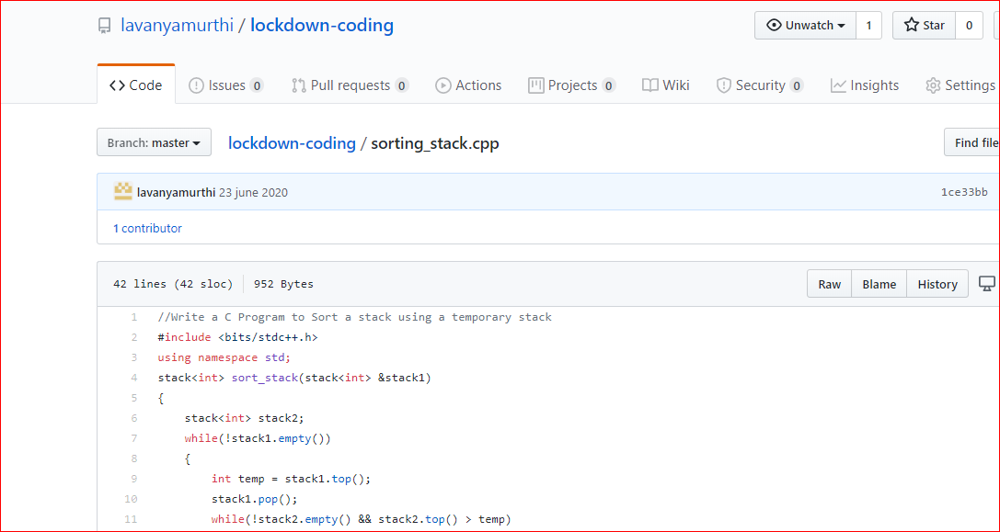 lavanyamurthi / lockdown-coding
Unwatch 1 Star 0
Code Issues 0 Pull requests 0 Actions Projects 0 Wiki Security 0 Insights Settings
Branch: master lockdown-coding / sorting_stack.cpp Find file
lavanyamurthi 23 june 2020 1ce33bb
1 contributor
42 lines (42 sloc) 952 Bytes Raw Blame History
1 //Write a C Program to Sort a stack using a temporary stack
2 #include <bits/stdc++.h>
3 using namespace std;
4 stack<int> sort_stack(stack<int> &stack1)
5 {
6 stack<int> stack2;
7 while(!stack1.empty())
8 {
9 int temp = stack1.top();
10 stack1.pop();
11 while(!stack2.empty() && stack2.top() > temp)